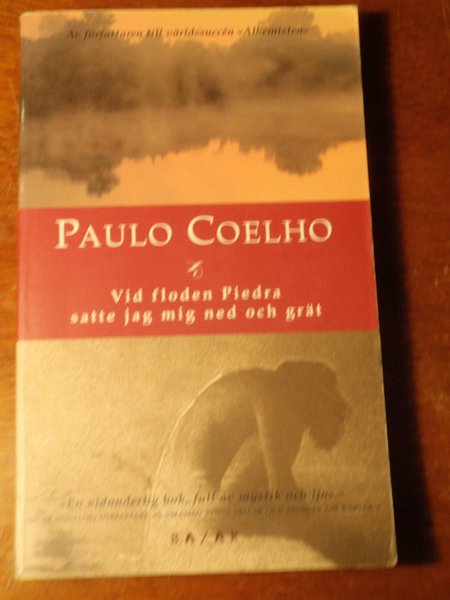 Av författaren till världssuccén »Alkemisten«
PAULO COELHO
Vid floden Piedra
satte jag mig ned och grät
»En vidunderlig bok, full av mystik och ljus.«
BAZAR